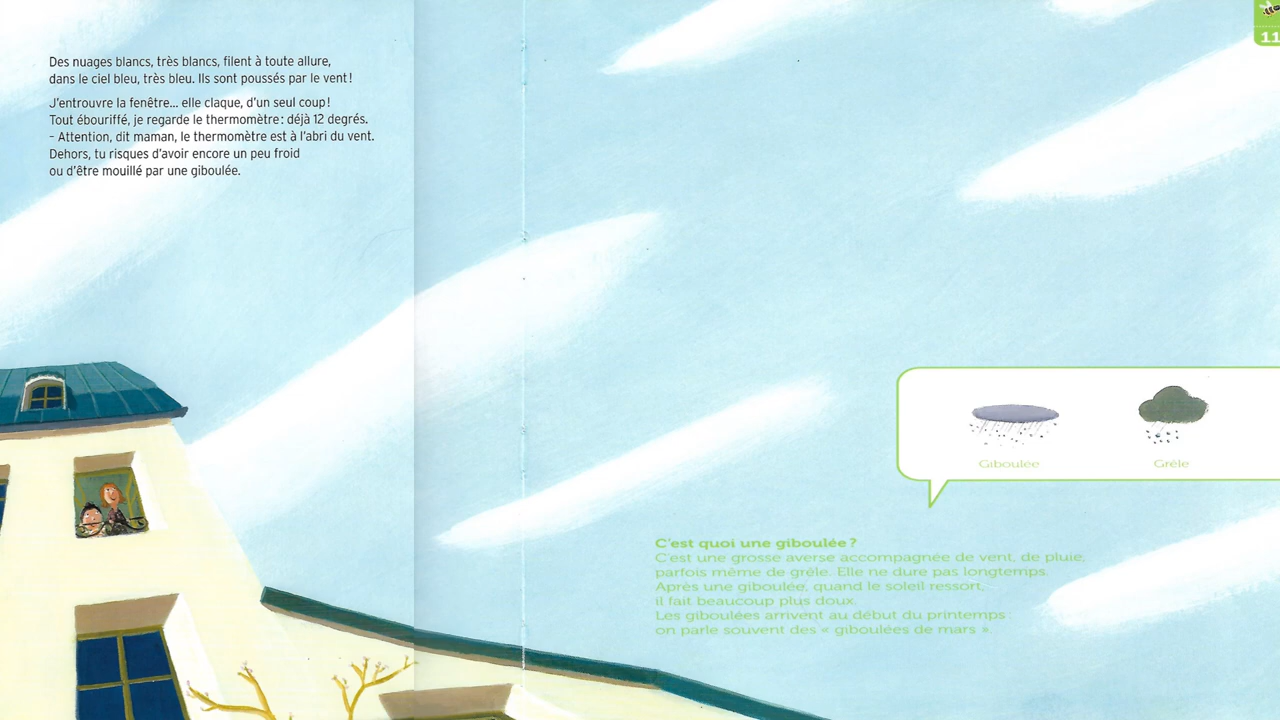 Des nuages blancs, très blancs, filent à toute allure,
dans le ciel bleu, très bleu. Ils sont poussés par le vent !
J'entrouvre la fenêtre... elle claque, d'un seul coup !
Tout ébouriffé, je regarde le thermomètre : déjà 12 degrés.
– Attention, dit maman, le thermomètre est à l'abri du vent.
Dehors, tu risques d'avoir encore un peu froid
ou d'être mouillé par une giboulée.
11
Giboulée
Grêle
C'est quoi une giboulée ?
C'est une grosse averse accompagnée de vent, de pluie,
parfois même de grêle. Elle ne dure pas longtemps.
Après une giboulée, quand le soleil ressort,
il fait beaucoup plus doux.
Les giboulées arrivent au début du printemps :
on parle souvent des « giboulées de mars ».